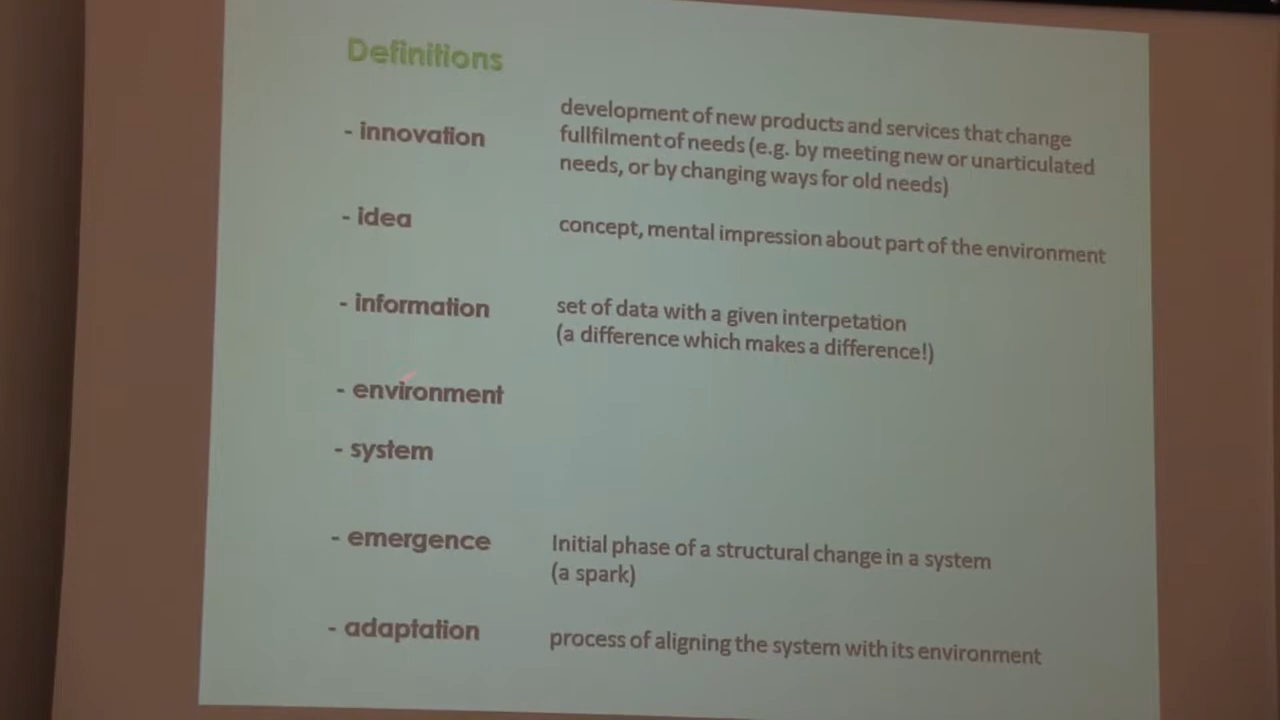 Definitions
- innovation
development of new products and services that change
fullfilment of needs (e.g. by meeting new or unarticulated
needs, or by changing ways for old needs)
- idea
concept, mental impression about part of the environment
- information
set of data with a given interpetation
(a difference which makes a difference!)
- environment
- system
- emergence
Initial phase of a structural change in a system
(a spark)
- adaptation
process of aligning the system with its environment